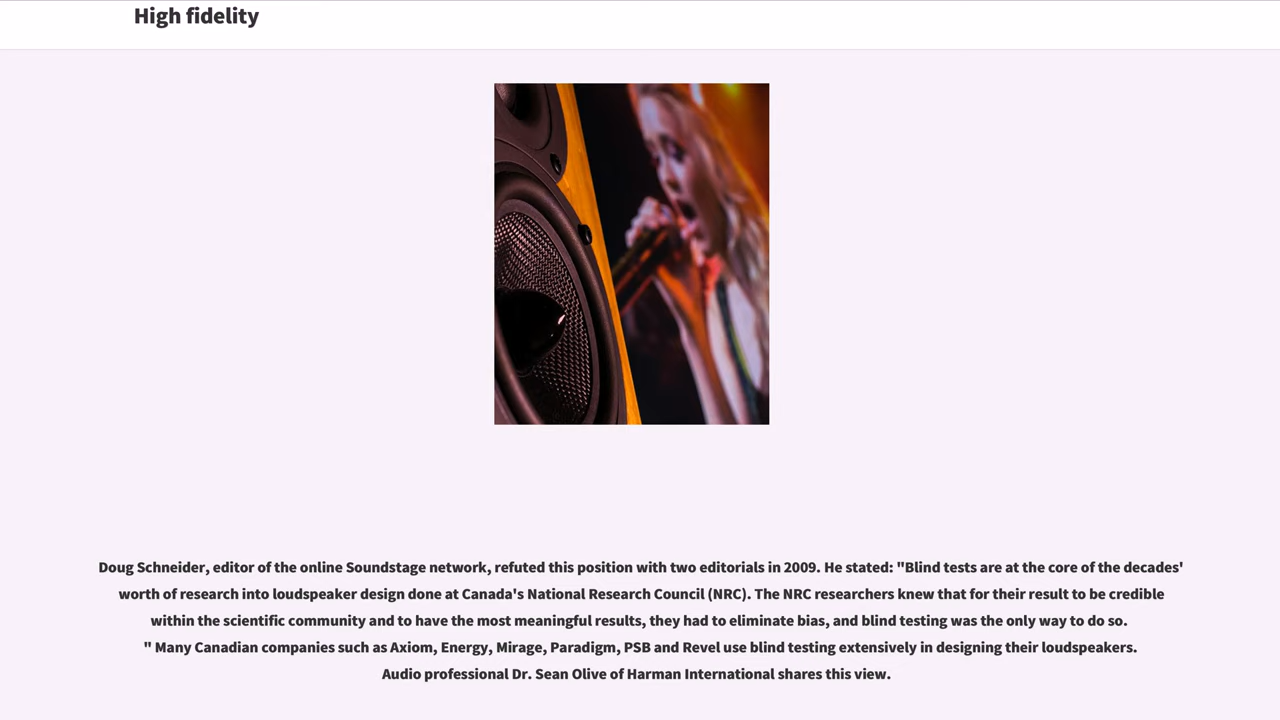 High fidelity
Doug Schneider, editor of the online Soundstage network, refuted this position with two editorials in 2009. He stated: "Blind tests are at the core of the decades'
worth of research into loudspeaker design done at Canada's National Research Council (NRC). The NRC researchers knew that for their result to be credible
within the scientific community and to have the most meaningful results, they had to eliminate bias, and blind testing was the only way to do so.
" Many Canadian companies such as Axiom, Energy, Mirage, Paradigm, PSB and Revel use blind testing extensively in designing their loudspeakers.
Audio professional Dr. Sean Olive of Harman International shares this view.